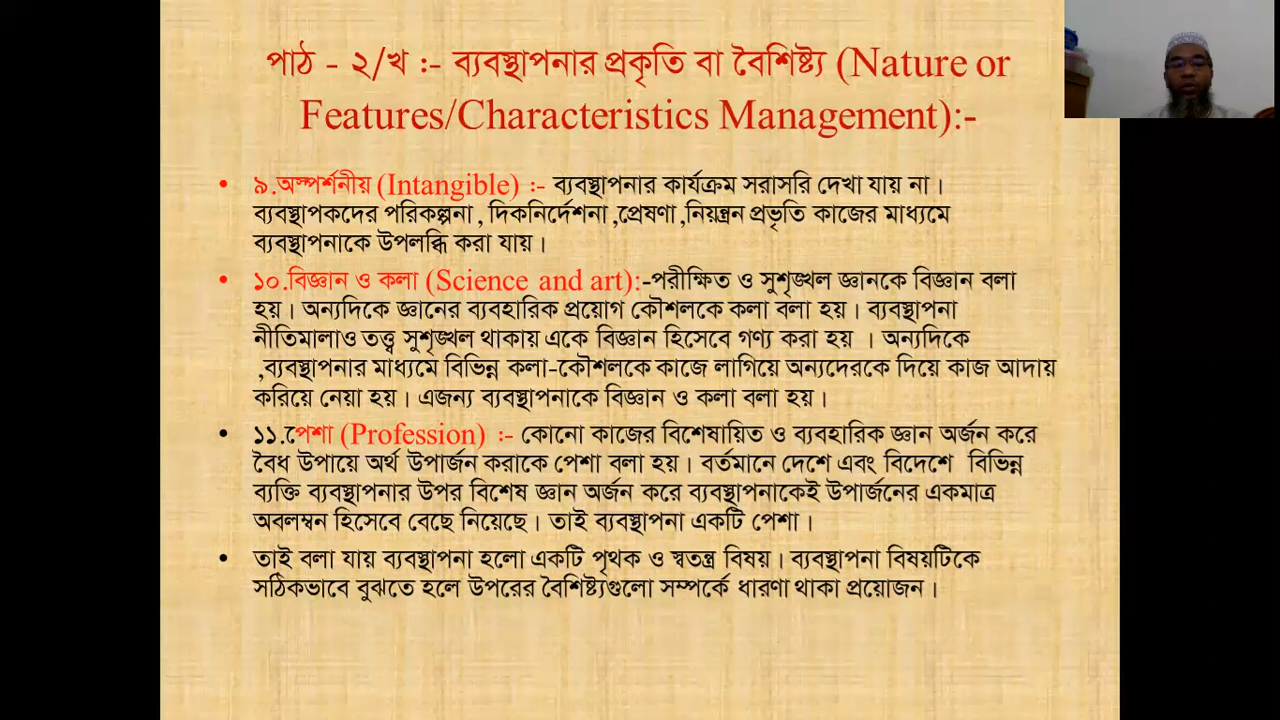 পাঠ - ২/খ :- ব্যবস্থাপনার প্রকৃতি বা বৈশিষ্ট্য (Nature or
Features/Characteristics Management):-
• ৯.অস্পর্শনীয় (Intangible) :- ব্যবস্থাপনার কার্যক্রম সরাসরি দেখা যায় না।
ব্যবস্থাপকদের পরিকল্পনা, দিকনির্দেশনা ,প্রেষণা ,নিয়ন্ত্রন প্রভৃতি কাজের মাধ্যমে
ব্যবস্থাপনাকে উপলব্ধি করা যায়।
• ১০.বিজ্ঞান ও কলা (Science and art):-পরীক্ষিত ও সুশৃঙ্খল জ্ঞানকে বিজ্ঞান বলা
হয়। অন্যদিকে জ্ঞানের ব্যবহারিক প্রয়োগ কৌশলকে কলা বলা হয়। ব্যবস্থাপনা
নীতিমালাও তত্ত্ব সুশৃঙ্খল থাকায় একে বিজ্ঞান হিসেবে গণ্য করা হয় । অন্যদিকে
,ব্যবস্থাপনার মাধ্যমে বিভিন্ন কলা-কৌশলকে কাজে লাগিয়ে অন্যদেরকে দিয়ে কাজ আদায়
করিয়ে নেয়া হয়। এজন্য ব্যবস্থাপনাকে বিজ্ঞান ও কলা বলা হয়।
• ১১.পেশা (Profession) :- কোনো কাজের বিশেষায়িত ও ব্যবহারিক জ্ঞান অর্জন করে
বৈধ উপায়ে অর্থ উপার্জন করাকে পেশা বলা হয়। বর্তমানে দেশে এবং বিদেশে বিভিন্ন
ব্যক্তি ব্যবস্থাপনার উপর বিশেষ জ্ঞান অর্জন করে ব্যবস্থাপনাকেই উপার্জনের একমাত্র
অবলম্বন হিসেবে বেছে নিয়েছে। তাই ব্যবস্থাপনা একটি পেশা।
• তাই বলা যায় ব্যবস্থাপনা হলো একটি পৃথক ও স্বতন্ত্র বিষয়। ব্যবস্থাপনা বিষয়টিকে
সঠিকভাবে বুঝতে হলে উপরের বৈশিষ্ট্যগুলো সম্পর্কে ধারণা থাকা প্রয়োজন।